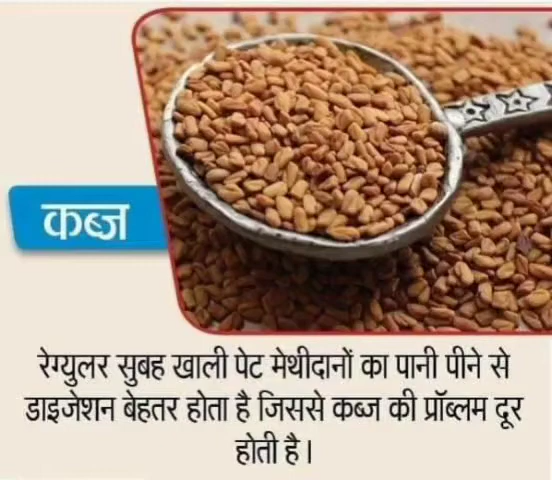 कब्ज
रेग्युलर सुबह खाली पेट मेथीदानों का पानी पीने से
डाइजेशन बेहतर होता है जिससे कब्ज की प्रॉब्लम दूर
होती है।